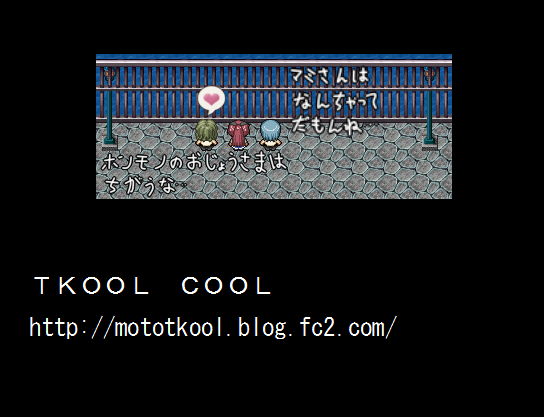 マミさんは
なんちゃって
だもんね…
ホンモノのおじょうさまは
ちがうな…
ＴＫＯＯＬ　ＣＯＯＬ
http://mototkool.blog.fc2.com/